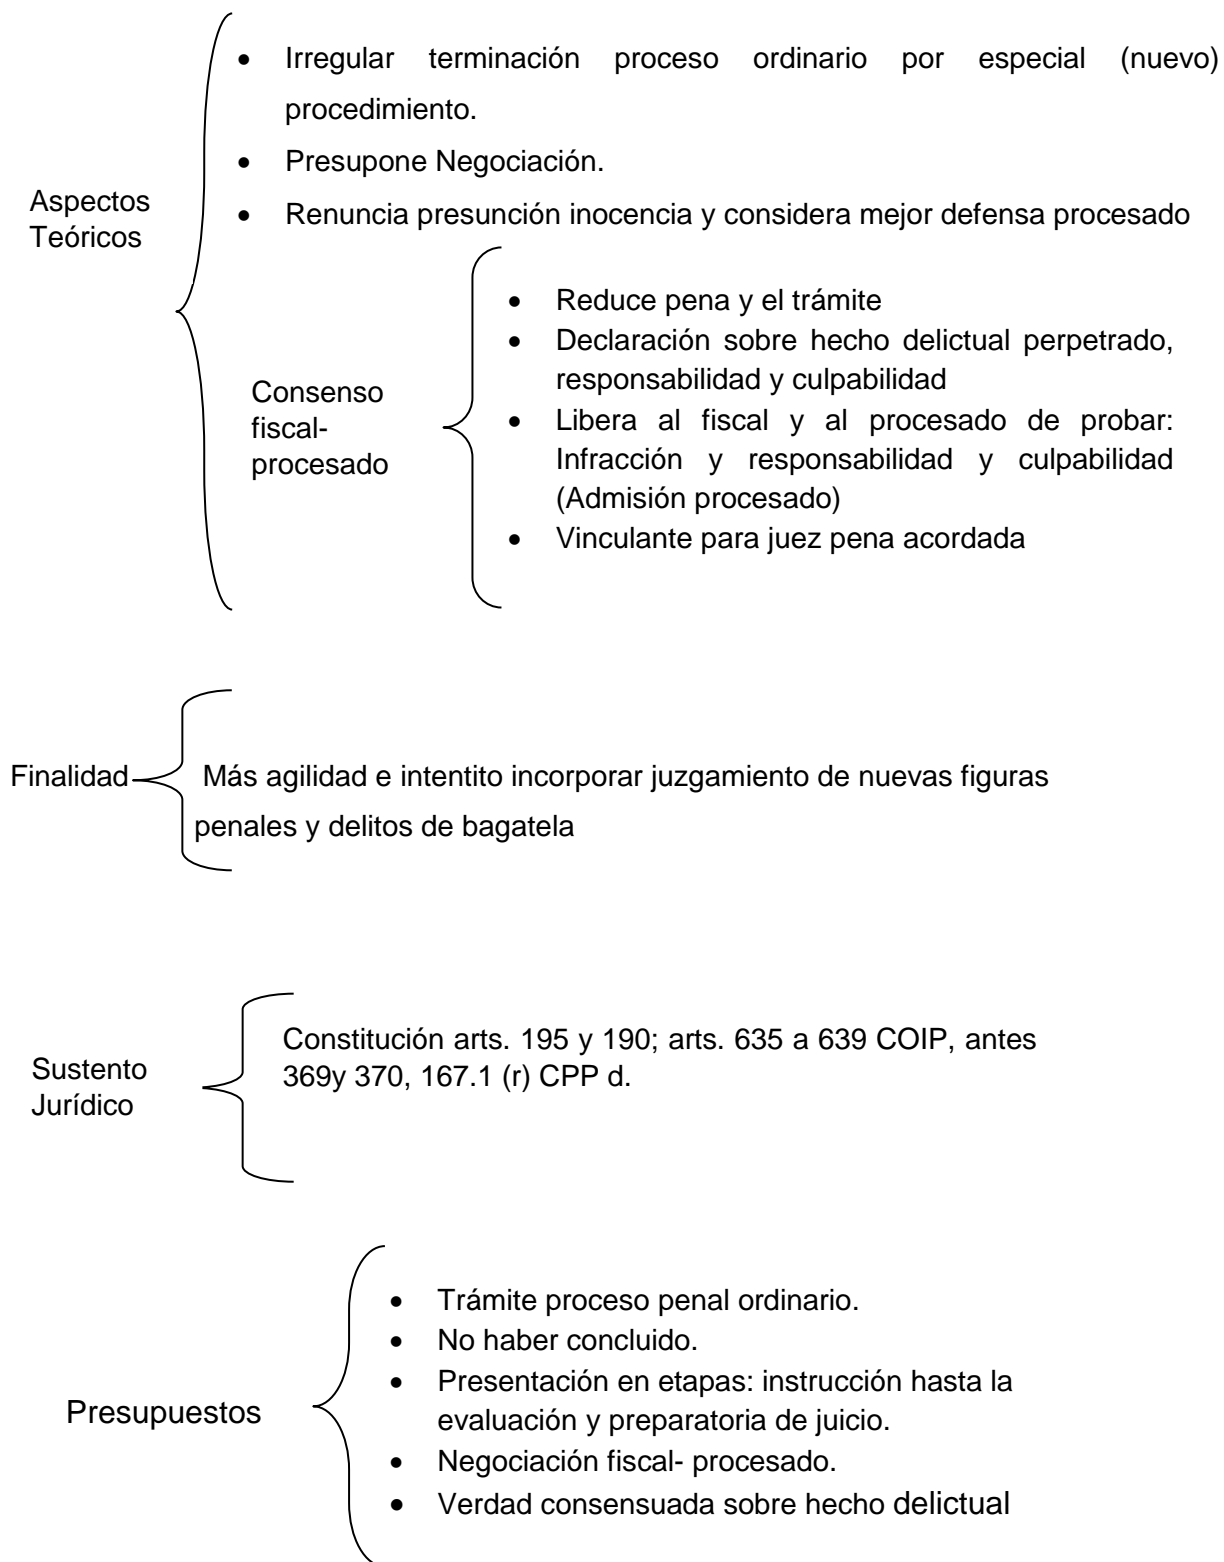 Aspectos
Teóricos
• Irregular terminación proceso ordinario por especial (nuevo)
procedimiento.
• Presupone Negociación.
• Renuncia presunción inocencia y considera mejor defensa procesado
Consenso
fiscal-
procesado
• Reduce pena y el trámite
• Declaración sobre hecho delictual perpetrado,
responsabilidad y culpabilidad
• Libera al fiscal y al procesado de probar:
Infracción y responsabilidad y culpabilidad
(Admisión procesado)
• Vinculante para juez pena acordada
Finalidad
Más agilidad e intentito incorporar juzgamiento de nuevas figuras
penales y delitos de bagatela
Sustento
Jurídico
Constitución arts. 195 y 190; arts. 635 a 639 COIP, antes
369y 370, 167.1 (r) CPP d.
Presupuestos
• Trámite proceso penal ordinario.
• No haber concluido.
• Presentación en etapas: instrucción hasta la
evaluación y preparatoria de juicio.
• Negociación fiscal- procesado.
• Verdad consensuada sobre hecho delictual